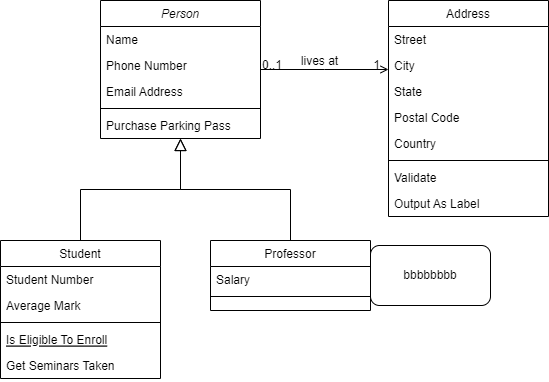 Person
Name
Phone Number
Email Address
Purchase Parking Pass
0..1
lives at
1
Address
Street
City
State
Postal Code
Country
Validate
Output As Label
Student
Student Number
Average Mark
Is Eligible To Enroll
Get Seminars Taken
Professor
Salary
bbbbbbbb